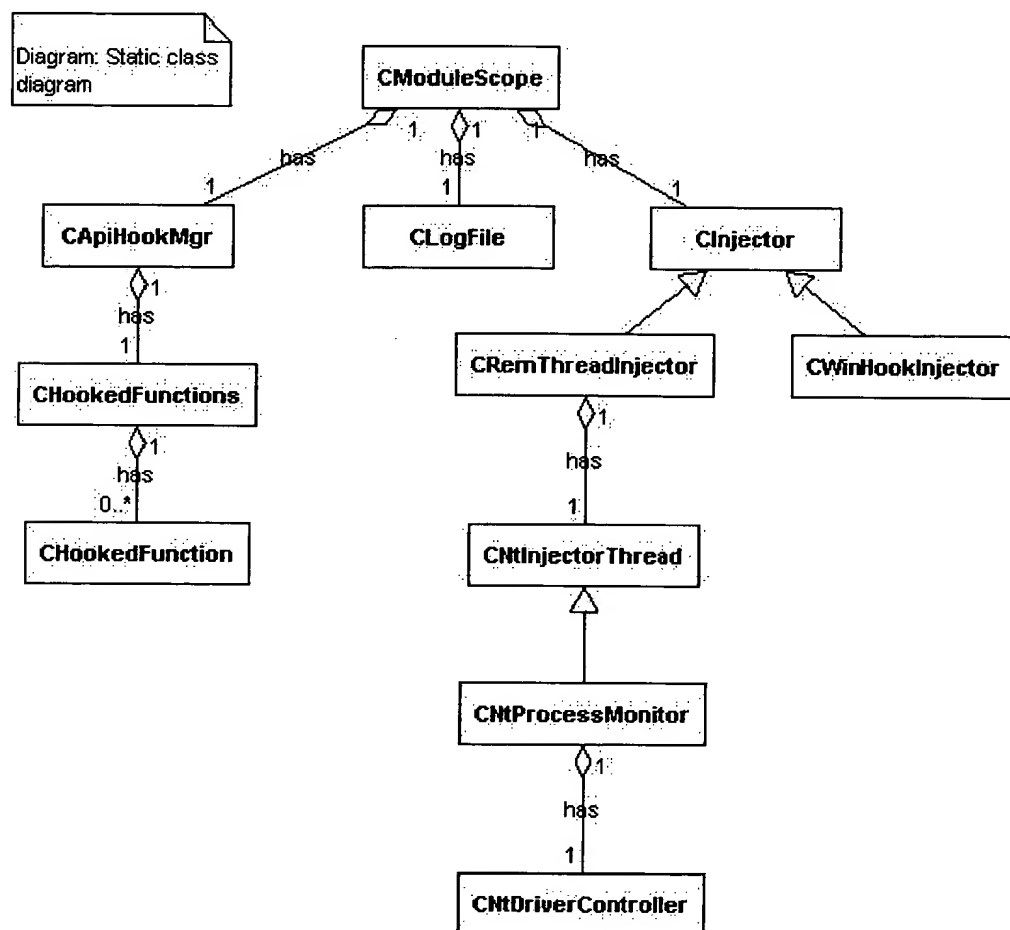 Diagram: Static class
diagram
CModuleScope
1 1 1
has has has
1 1 1
CApiHookMgr CLogFile CInjector
1
has
1
CRemThreadInjector CWinHookInjector
CHookedFunctions
1 1
has has
0..* 1
CHookedFunction CNtInjectorThread
CNtProcessMonitor
1
has
1
CNtDriverController